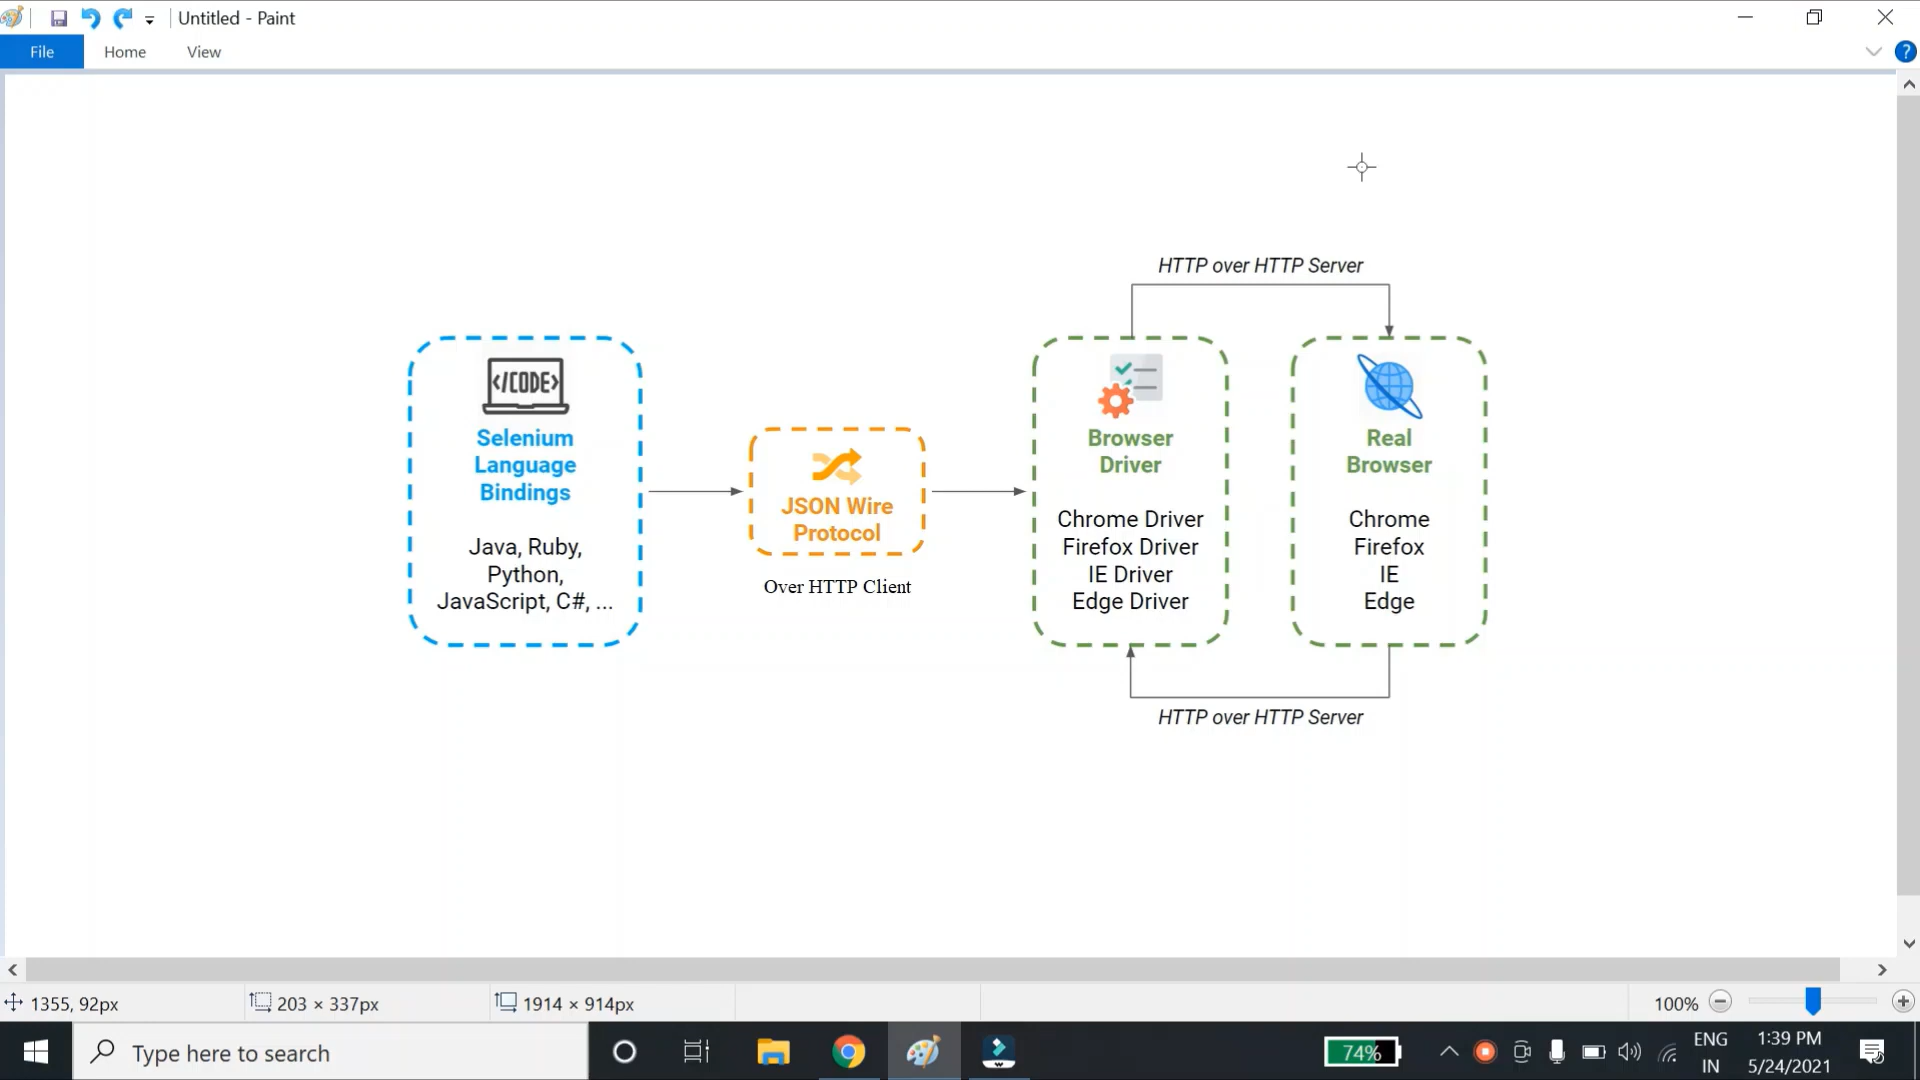 Untitled - Paint
File Home View
?
HTTP over HTTP Server
</CODE>
Selenium
Language
Bindings
Java, Ruby,
Python,
JavaScript, C#, ...
JSON Wire
Protocol
Over HTTP Client
Browser
Driver
Chrome Driver
Firefox Driver
IE Driver
Edge Driver
Real
Browser
Chrome
Firefox
IE
Edge
HTTP over HTTP Server
1355, 92px 203 × 337px 1914 × 914px 100%
Type here to search
74%
ENG
IN
1:39 PM
5/24/2021